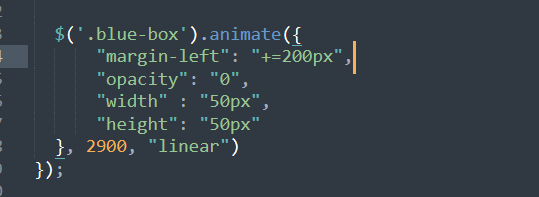 $('.blue-box').animate({
"margin-left": "+=200px",
"opacity": "0",
"width" : "50px",
"height": "50px"
}, 2900, "linear")
});